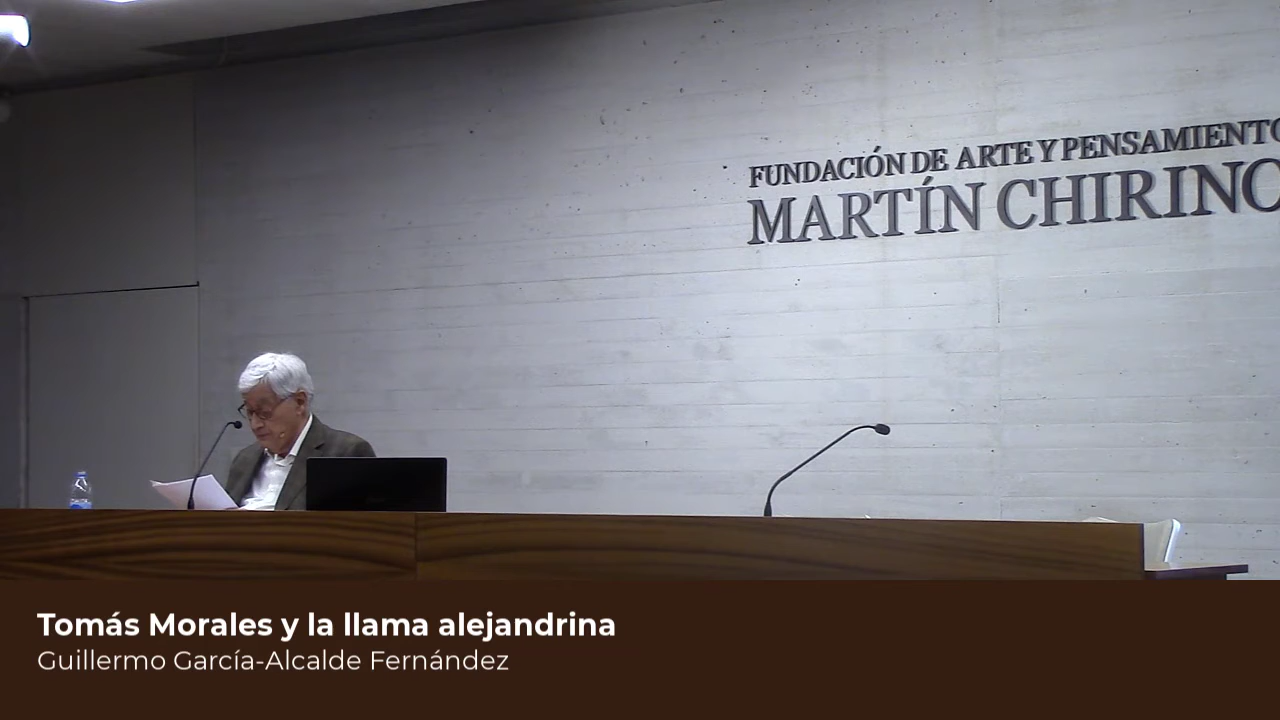 FUNDACIÓN DE ARTE Y PENSAMIENTO
MARTÍN CHIRINO
Tomás Morales y la llama alejandrina
Guillermo García-Alcalde Fernández